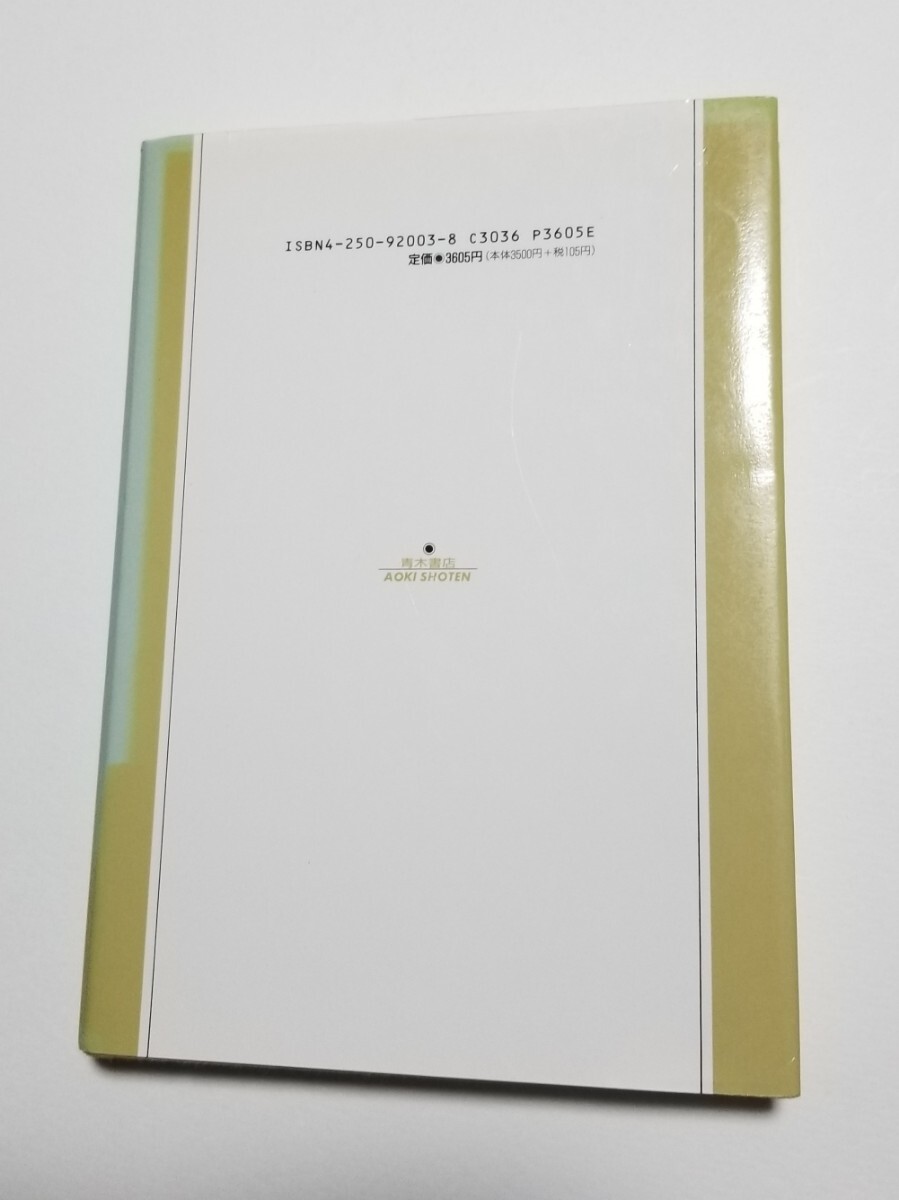 ISBN4-250-92003-8 C3036 P3605E
定価●3605円(本体3500円+税105円)
青木書店
AOKI SHOTEN